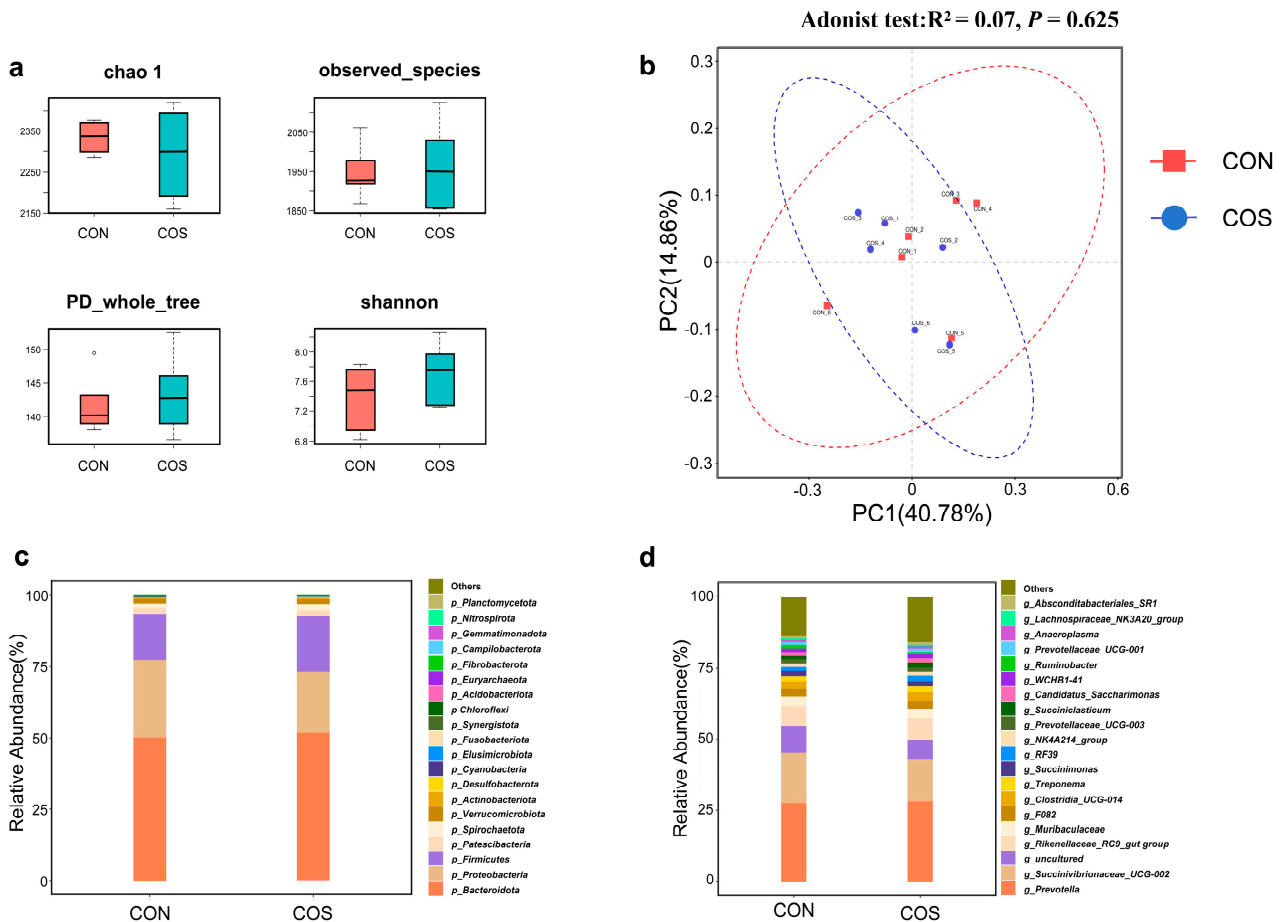 Adonist test:R² = 0.07, P = 0.625
a
chao 1
2350
2250
2150
CON
COS
observed_species
2050
1950
1850
CON
COS
PD_whole_tree
150
145
140
CON
COS
shannon
8.0
7.6
7.2
6.8
CON
COS
b
0.3
0.2
0.1
0
-0.1
-0.2
-0.3
PC2(14.86%)
CON_3
CON_4
COS_3
COS_1
CON_2
COS_4
COS_2
CON_1
CON_6
COS_6
CON_5
COS_5
-0.3
0
0.3
0.6
PC1(40.78%)
CON
COS
c
100
75
50
25
0
Relative Abundance(%)
CON
COS
Others
p_Planctomycetota
p_Nitrospirota
p_Gemmatimonadota
p_Campilobacterota
p_Fibrobacterota
p_Euryarchaeota
p_Acidobacteriota
p Chloroflexi
p_Synergistota
p_Fusobacteriota
p_Elusimicrobiota
p_Cyanobacteria
p_Desulfobacterota
p_Actinobacteriota
p_Verrucomicrobiota
p_Spirochaetota
p_Patescibacteria
p_Firmicutes
p_Proteobacteria
p_Bacteroidota
d
100
75
50
25
0
Relative Abundance(%)
CON
COS
Others
g_Absconditabacteriales_SR1
g_Lachnospiraceae_NK3A20_group
g_Anaeroplasma
g_Prevotellaceae_UCG-001
g_Ruminobacter
g_WCHB1-41
g_Candidatus_Saccharimonas
g_Succiniclasticum
g_Prevotellaceae_UCG-003
g_NK4A214_group
g_RF39
g_Succinimonas
g_Treponema
g_Clostridia_UCG-014
g_F082
g_Muribaculaceae
g_Rikenellaceae_RC9_gut group
g_uncultured
g_Succinivibrionaceae_UCG-002
g_Prevotella